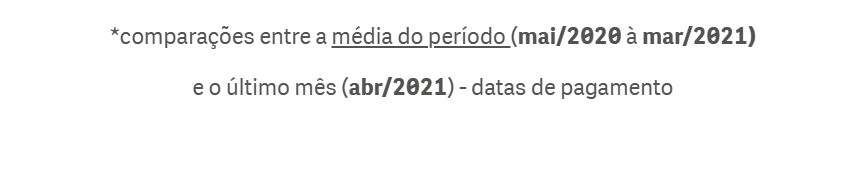 *comparações entre a média do período (mai/2020 à mar/2021)
e o último mês (abr/2021) - datas de pagamento